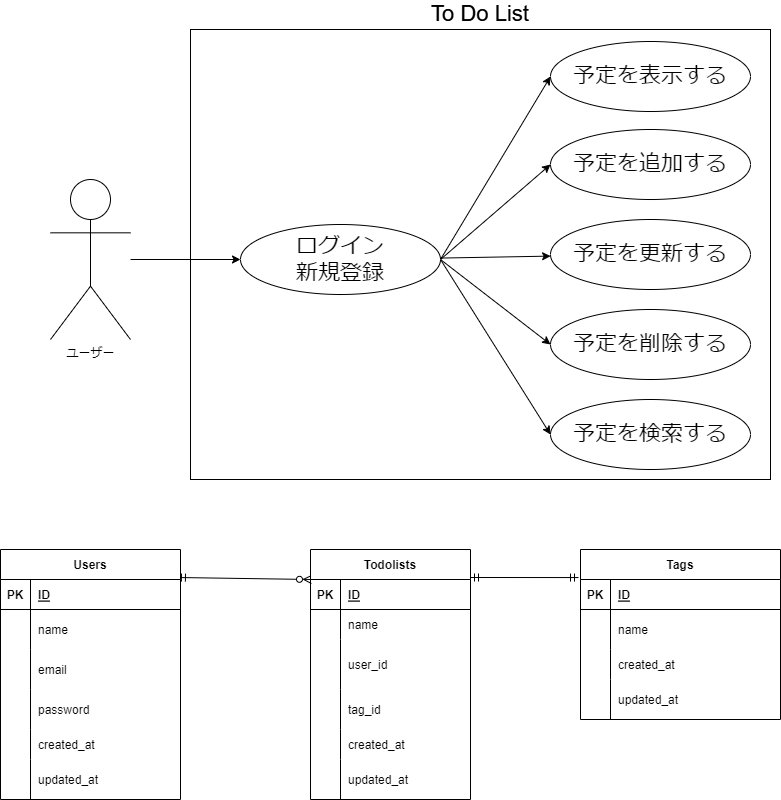 To Do List
予定を表示する
予定を追加する
ログイン
新規登録
予定を更新する
予定を削除する
予定を検索する
ユーザー
Users
PK ID
name
email
password
created_at
updated_at
Todolists
PK ID
name
user_id
tag_id
created_at
updated_at
Tags
PK ID
name
created_at
updated_at